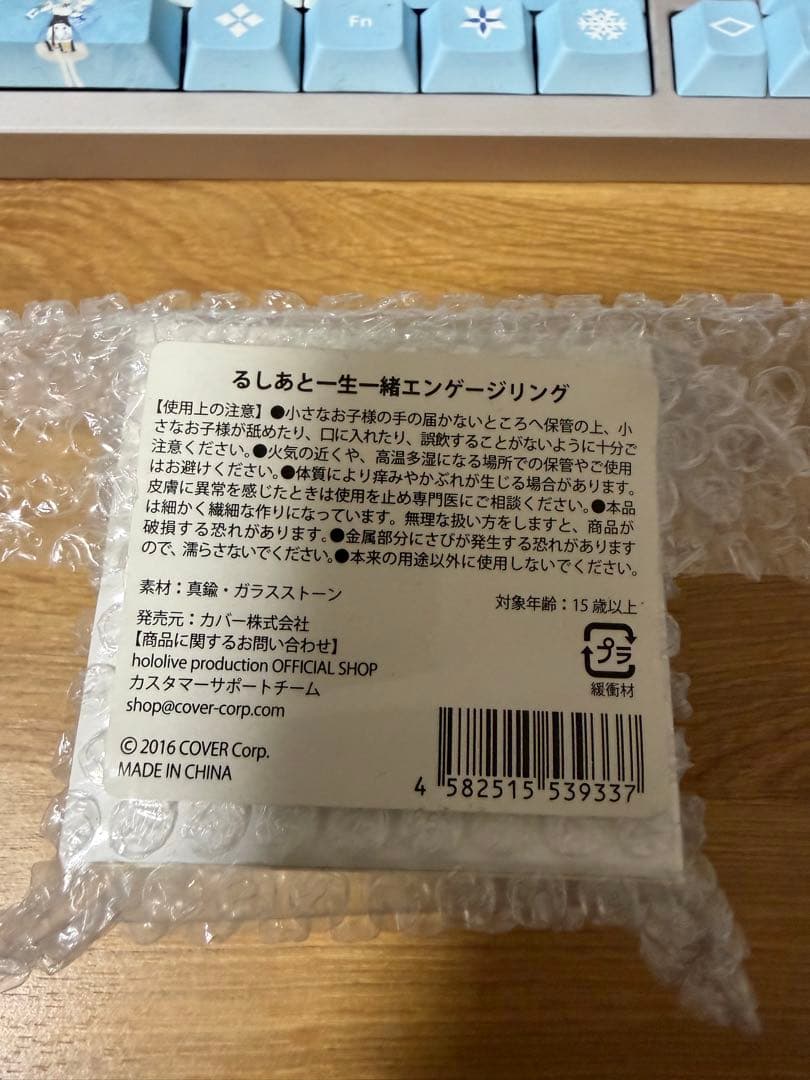 Fn
るしあと一生一緒エンゲージリング
【使用上の注意】●小さなお子様の手の届かないところへ保管の上、小
さなお子様が舐めたり、口に入れたり、誤飲することがないように十分ご
注意ください。●火気の近くや、高温多湿になる場所での保管やご使用
はお避けください。●体質により痒みやかぶれが生じる場合があります。
皮膚に異常を感じたときは使用を止め専門医にご相談ください。●本品
は細かく繊細な作りになっています。無理な扱い方をしますと、商品が
破損する恐れがあります。●金属部分にさびが発生する恐れがあります
ので、濡らさないでください。●本来の用途以外に使用しないでください。
素材：真鍮・ガラスストーン
対象年齢：15歳以上
発売元：カバー株式会社
【商品に関するお問い合わせ】
hololive production OFFICIAL SHOP
カスタマーサポートチーム
shop@cover-corp.com
プラ
緩衝材
© 2016 COVER Corp.
MADE IN CHINA
4 582515 539337